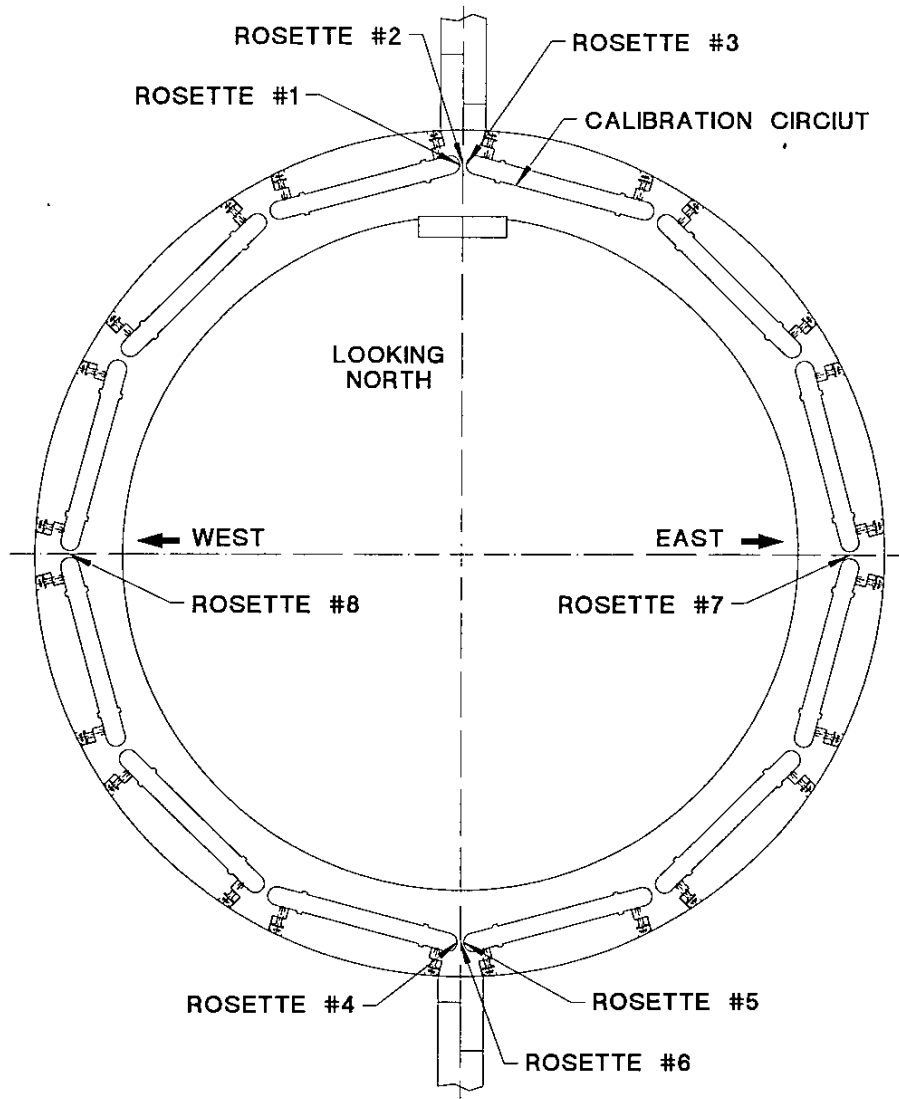 ROSETTE #2
ROSETTE #3
ROSETTE #1
CALIBRATION CIRCIUT
LOOKING
NORTH
WEST
EAST
ROSETTE #8
ROSETTE #7
ROSETTE #4
ROSETTE #5
ROSETTE #6